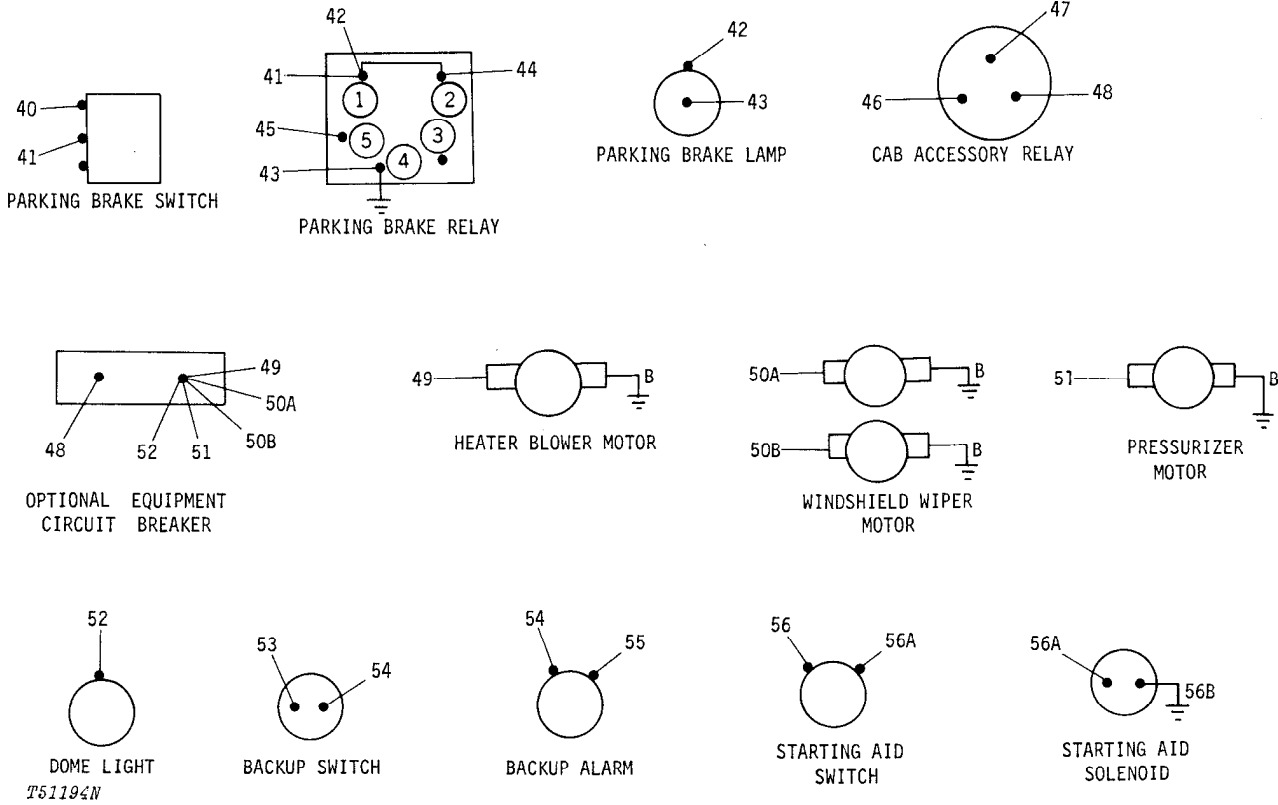 42
41
44
1
2
45
5
3
4
43
PARKING BRAKE RELAY
40
41
PARKING BRAKE SWITCH
42
43
PARKING BRAKE LAMP
47
46
48
CAB ACCESSORY RELAY
49
50A
50B
48
52
51
OPTIONAL EQUIPMENT
CIRCUIT BREAKER
49
B
HEATER BLOWER MOTOR
50A
B
50B
B
WINDSHIELD WIPER
MOTOR
51
B
PRESSURIZER
MOTOR
52
DOME LIGHT
53
54
BACKUP SWITCH
54
55
BACKUP ALARM
56
56A
STARTING AID
SWITCH
56A
56B
STARTING AID
SOLENOID
T51194N